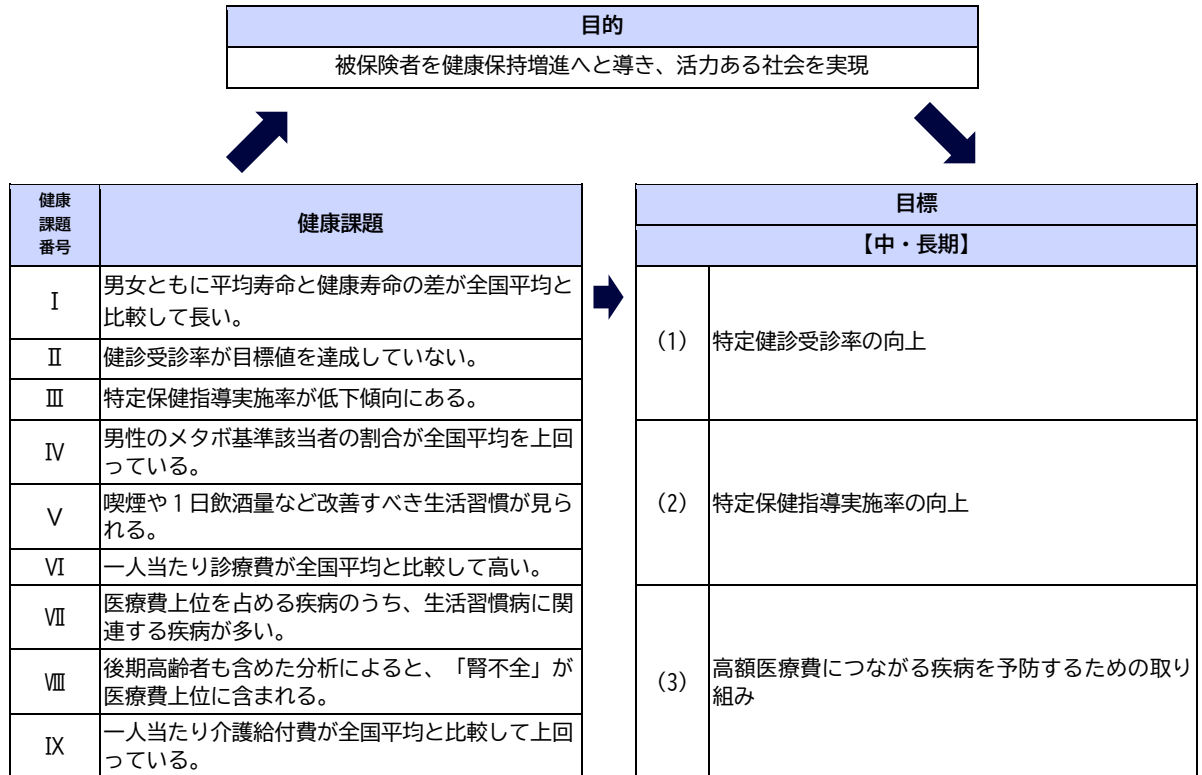 目的
被保険者を健康保持増進へと導き、活力ある社会を実現
健康
課題
番号
健康課題
Ⅰ
男女ともに平均寿命と健康寿命の差が全国平均と
比較して長い。
Ⅱ
健診受診率が目標値を達成していない。
Ⅲ
特定保健指導実施率が低下傾向にある。
Ⅳ
男性のメタボ基準該当者の割合が全国平均を上回
っている。
Ⅴ
喫煙や１日飲酒量など改善すべき生活習慣が見ら
れる。
Ⅵ
一人当たり診療費が全国平均と比較して高い。
Ⅶ
医療費上位を占める疾病のうち、生活習慣病に関
連する疾病が多い。
Ⅷ
後期高齢者も含めた分析によると、「腎不全」が
医療費上位に含まれる。
Ⅸ
一人当たり介護給付費が全国平均と比較して上回
っている。
目標
【中・長期】
(1)
特定健診受診率の向上
(2)
特定保健指導実施率の向上
(3)
高額医療費につながる疾病を予防するための取り
組み